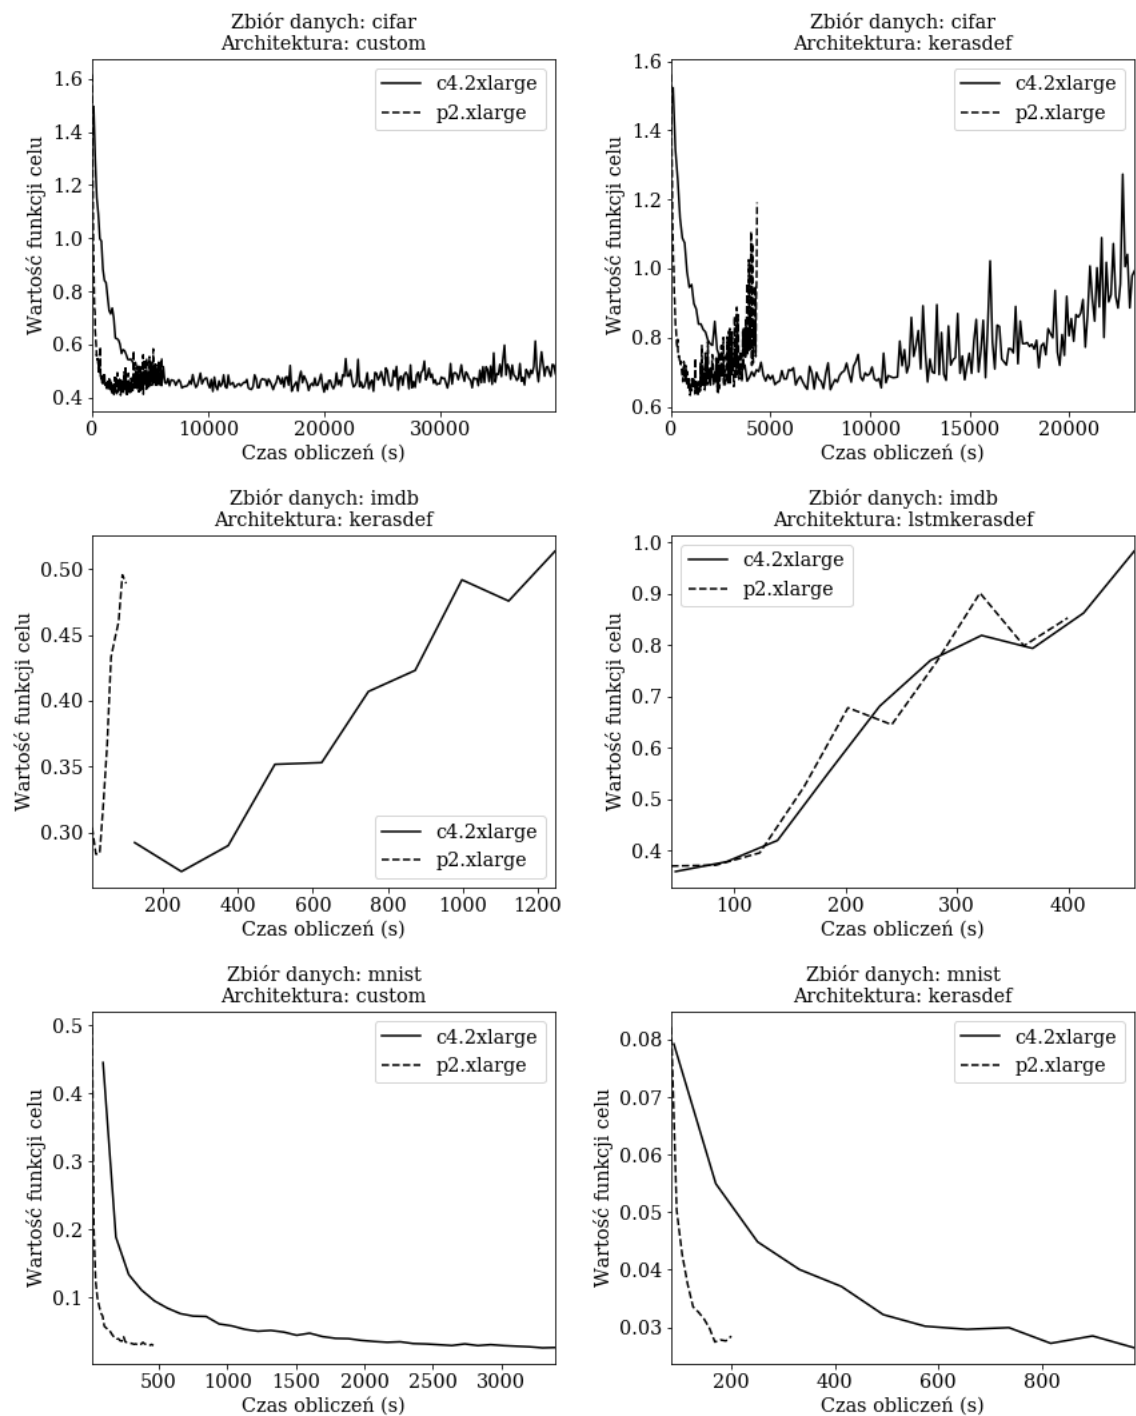 Zbiór danych: cifar
Architektura: custom
Wartość funkcji celu
1.6
1.4
1.2
1.0
0.8
0.6
0.4
c4.2xlarge
p2.xlarge
0 10000 20000 30000
Czas obliczeń (s)
Zbiór danych: cifar
Architektura: kerasdef
Wartość funkcji celu
1.6
1.4
1.2
1.0
0.8
0.6
c4.2xlarge
p2.xlarge
0 5000 10000 15000 20000
Czas obliczeń (s)
Zbiór danych: imdb
Architektura: kerasdef
Wartość funkcji celu
0.50
0.45
0.40
0.35
0.30
c4.2xlarge
p2.xlarge
200 400 600 800 1000 1200
Czas obliczeń (s)
Zbiór danych: imdb
Architektura: lstmkerasdef
Wartość funkcji celu
1.0
0.9
0.8
0.7
0.6
0.5
0.4
c4.2xlarge
p2.xlarge
100 200 300 400
Czas obliczeń (s)
Zbiór danych: mnist
Architektura: custom
Wartość funkcji celu
0.5
0.4
0.3
0.2
0.1
c4.2xlarge
p2.xlarge
500 1000 1500 2000 2500 3000
Czas obliczeń (s)
Zbiór danych: mnist
Architektura: kerasdef
Wartość funkcji celu
0.08
0.07
0.06
0.05
0.04
0.03
c4.2xlarge
p2.xlarge
200 400 600 800
Czas obliczeń (s)